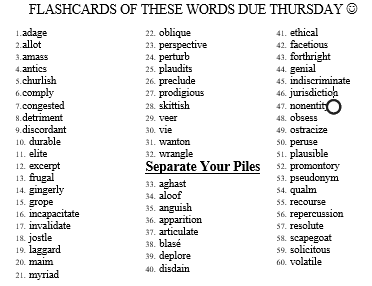 FLASHCARDS OF THESE WORDS DUE THURSDAY ☺
1. adage
2. allot
3. amass
4. antics
5. churlish
6. comply
7. congested
8. detriment
9. discordant
10. durable
11. elite
12. excerpt
13. frugal
14. gingerly
15. grope
16. incapacitate
17. invalidate
18. jostle
19. laggard
20. maim
21. myriad
22. oblique
23. perspective
24. perturb
25. plaudits
26. preclude
27. prodigious
28. skittish
29. veer
30. vie
31. wanton
32. wrangle
Separate Your Piles
33. aghast
34. aloof
35. anguish
36. apparition
37. articulate
38. blasé
39. deplore
40. disdain
41. ethical
42. facetious
43. forthright
44. genial
45. indiscriminate
46. jurisdiction
47. nonentity
48. obsess
49. ostracize
50. peruse
51. plausible
52. promontory
53. pseudonym
54. qualm
55. recourse
56. repercussion
57. resolute
58. scapegoat
59. solicitous
60. volatile